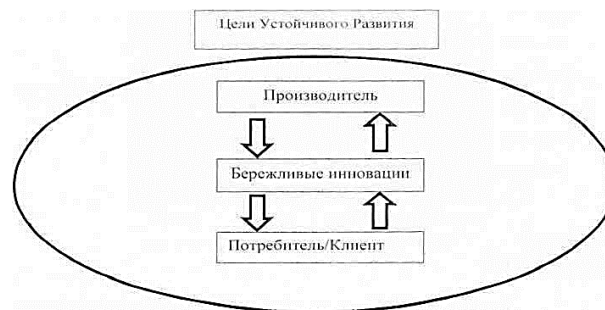 Цели Устойчивого Развития
Производитель
Бережливые инновации
Потребитель/Клиент